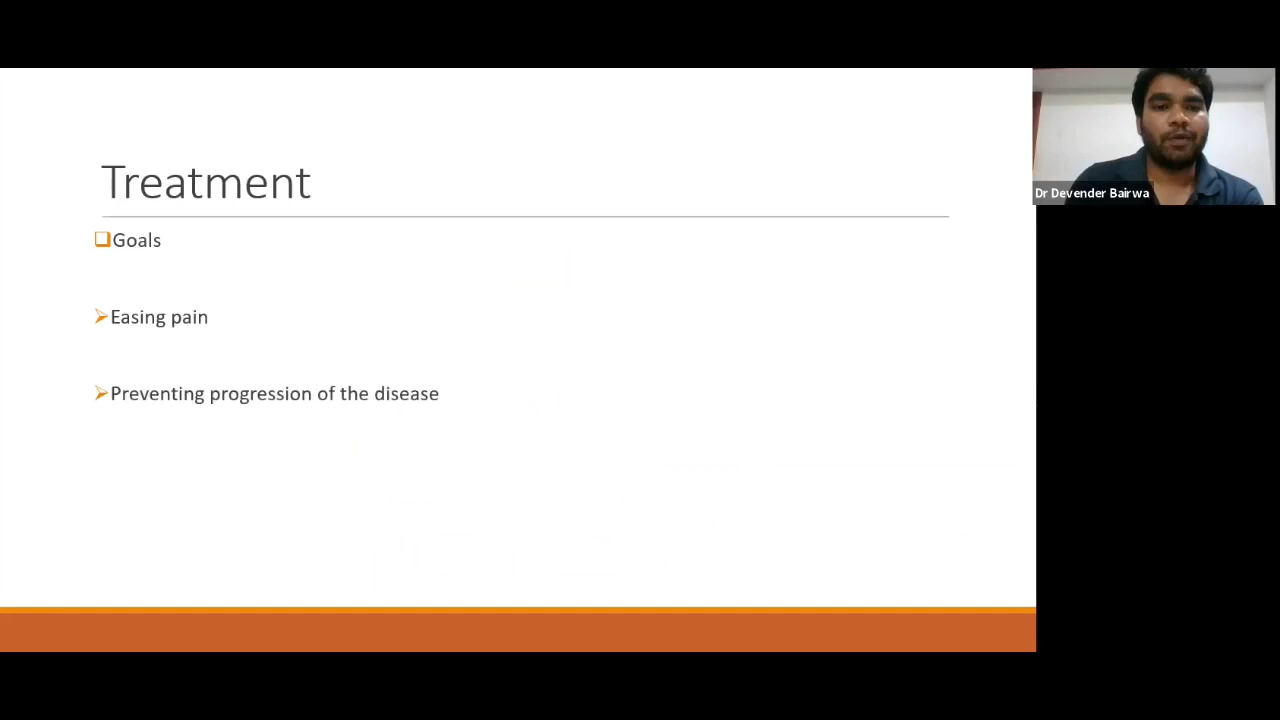 Treatment
Goals
Easing pain
Preventing progression of the disease
Dr Devender Bairwa